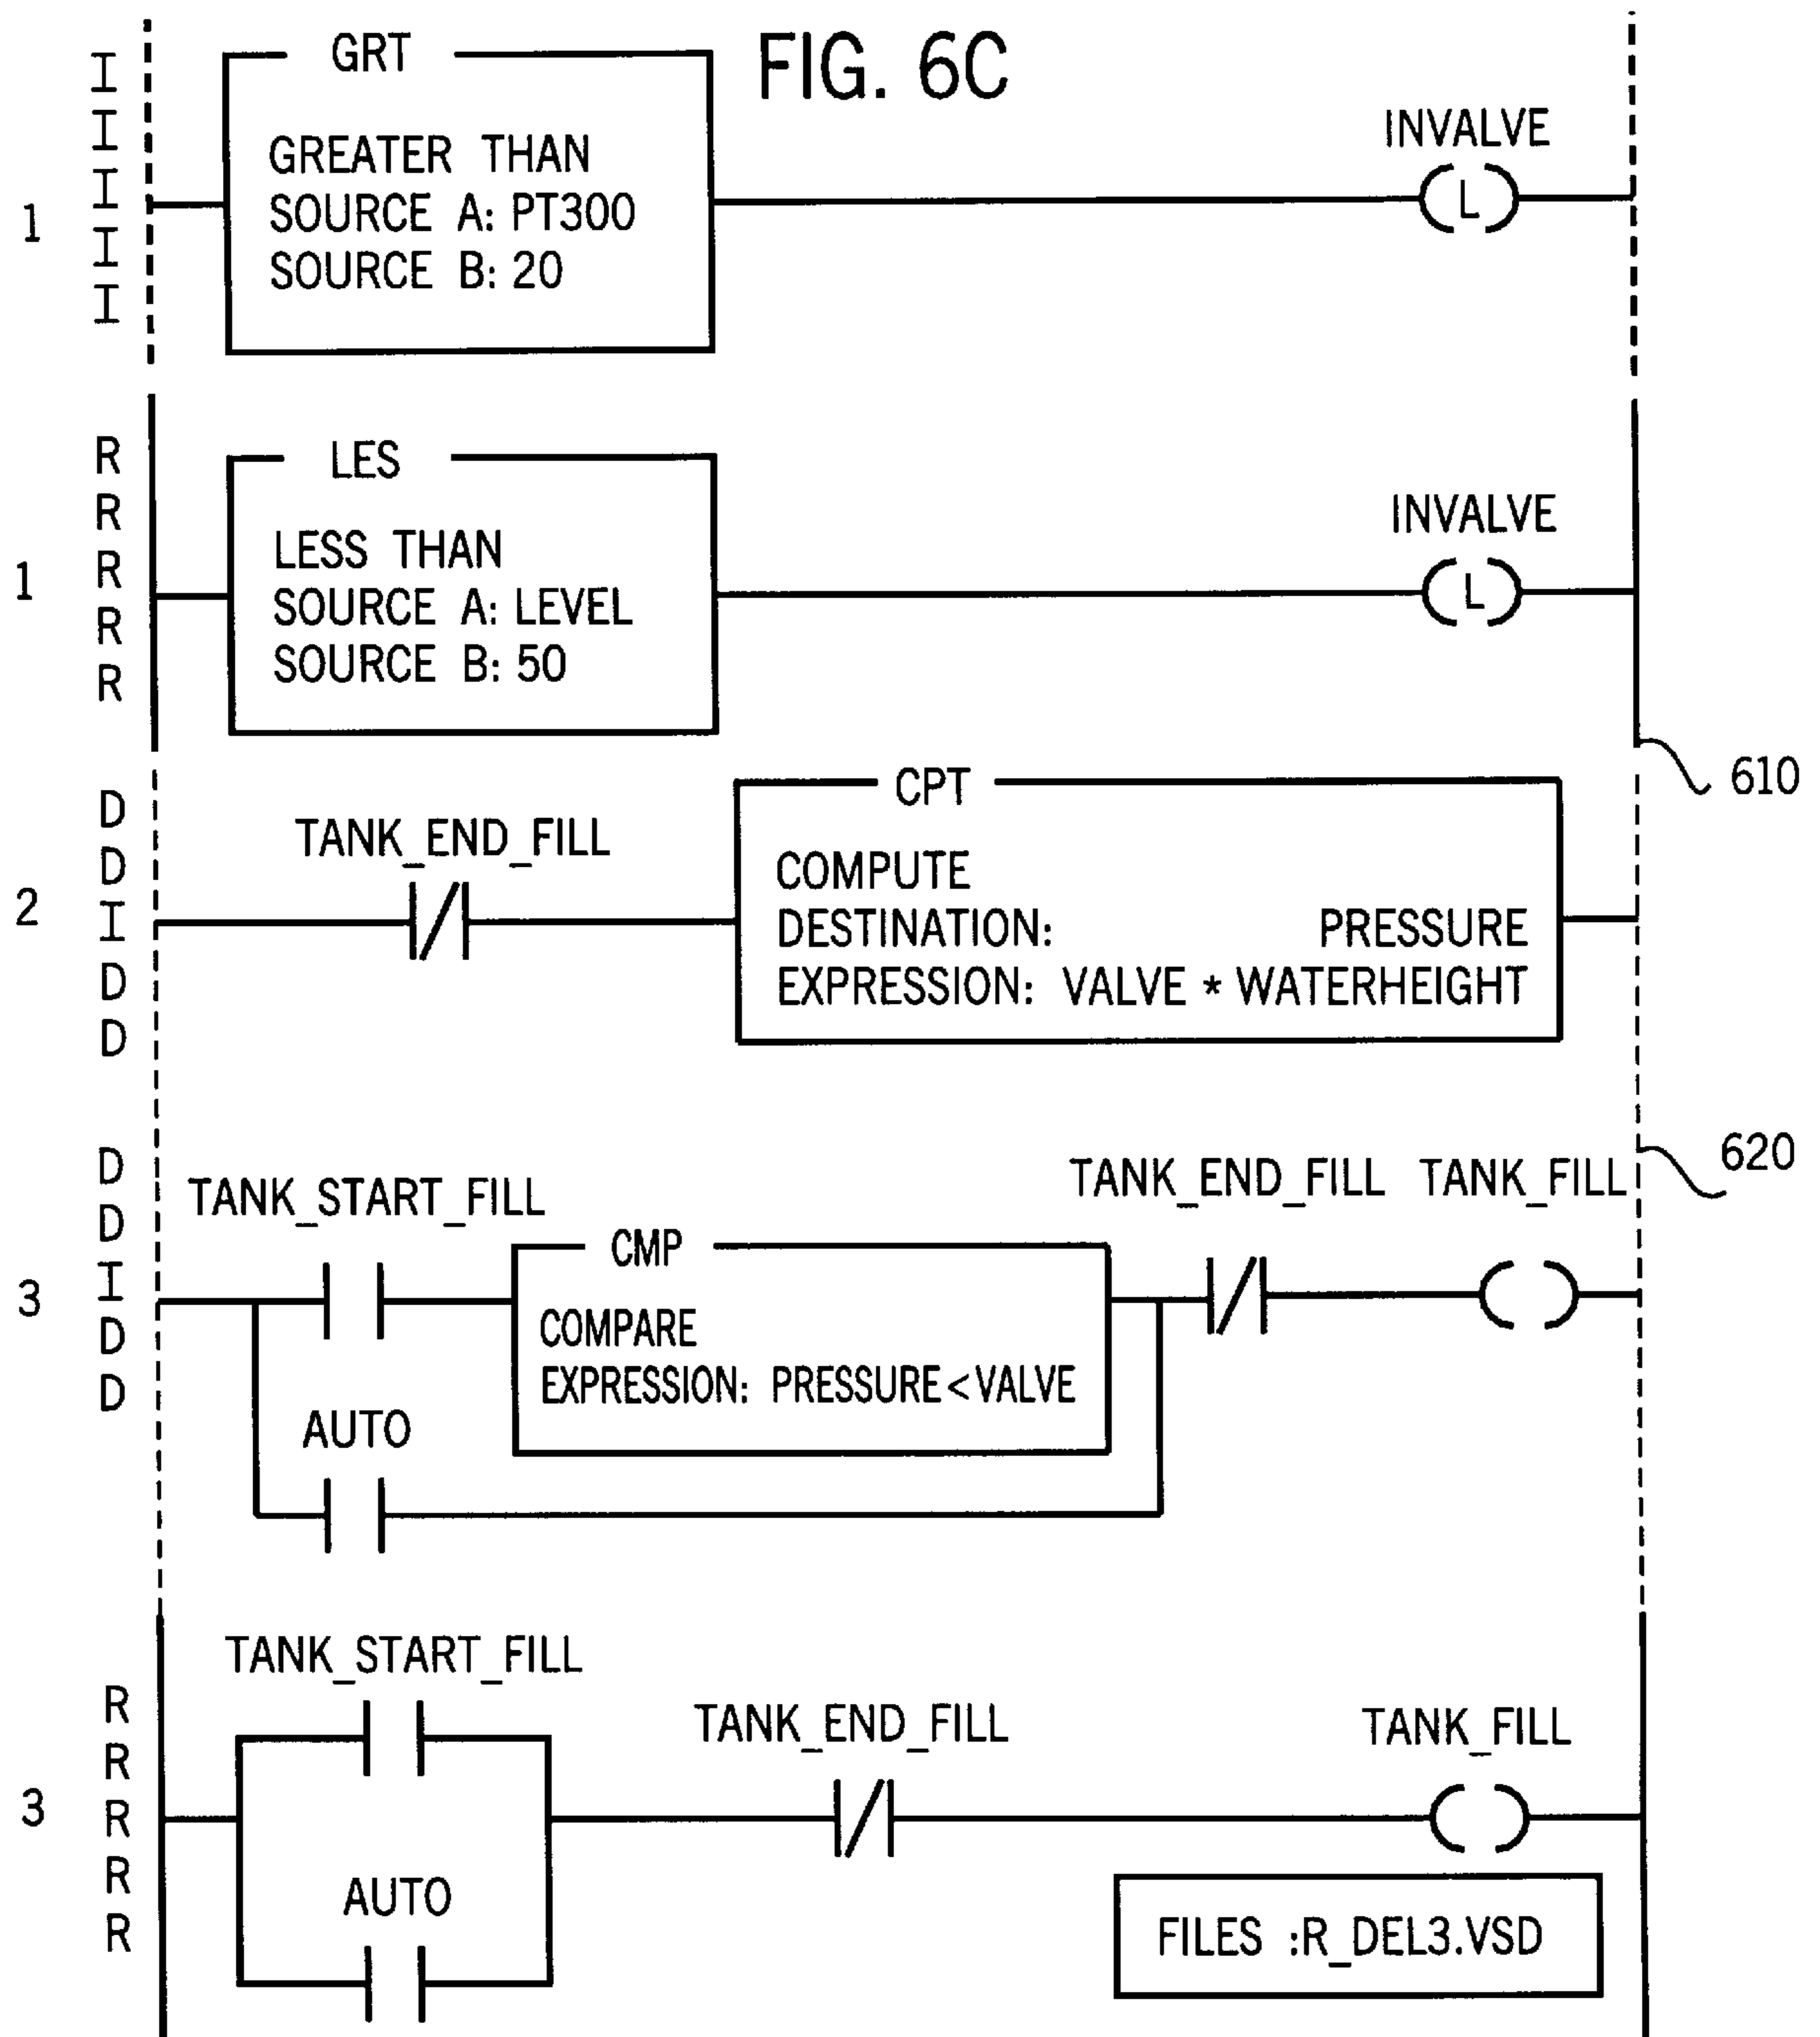 FIG. 6C
I
I
I
I
I
1
GRT
GREATER THAN
SOURCE A: PT300
SOURCE B: 20
INVALVE
L
R
R
R
R
R
1
LES
LESS THAN
SOURCE A: LEVEL
SOURCE B: 50
INVALVE
L
610
D
D
I
D
D
2
TANK_END_FILL
CPT
COMPUTE
DESTINATION: PRESSURE
EXPRESSION: VALVE * WATERHEIGHT
620
D
D
I
D
D
3
TANK_START_FILL
CMP
COMPARE
EXPRESSION: PRESSURE<VALVE
TANK_END_FILL TANK_FILL
AUTO
R
R
R
R
R
3
TANK_START_FILL
TANK_END_FILL
TANK_FILL
AUTO
FILES :R_DEL3.VSD